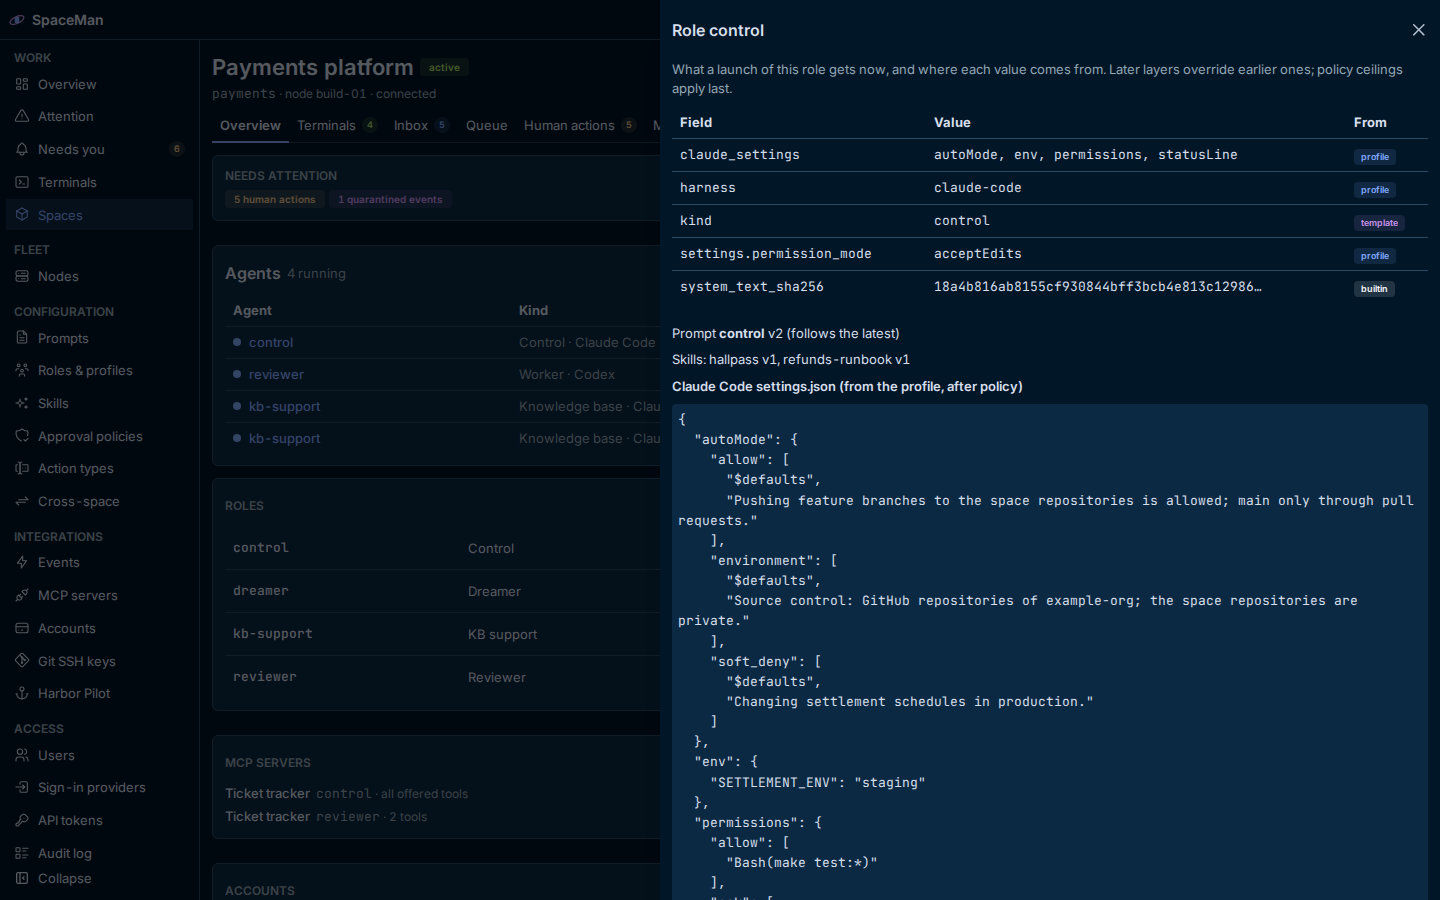 SpaceMan
WORK
Overview
Attention
Needs you 6
Terminals
Spaces
FLEET
Nodes
CONFIGURATION
Prompts
Roles & profiles
Skills
Approval policies
Action types
Cross-space
INTEGRATIONS
Events
MCP servers
Accounts
Git SSH keys
Harbor Pilot
ACCESS
Users
Sign-in providers
API tokens
Audit log
Collapse
Payments platform active
payments · node build-01 · connected
Overview Terminals 4 Inbox 5 Queue Human actions 5 M
NEEDS ATTENTION
5 human actions 1 quarantined events
Agents 4 running
Agent Kind
control Control · Claude Code
reviewer Worker · Codex
kb-support Knowledge base · Clau
kb-support Knowledge base · Clau
ROLES
control Control
dreamer Dreamer
kb-support KB support
reviewer Reviewer
MCP SERVERS
Ticket tracker control · all offered tools
Ticket tracker reviewer · 2 tools
ACCOUNTS
Role control
What a launch of this role gets now, and where each value comes from. Later layers override earlier ones; policy ceilings
apply last.
Field Value From
claude_settings autoMode, env, permissions, statusLine profile
harness claude-code profile
kind control template
settings.permission_mode acceptEdits profile
system_text_sha256 18a4b816ab8155cf930844bff3bcb4e813c12986… builtin
Prompt control v2 (follows the latest)
Skills: hallpass v1, refunds-runbook v1
Claude Code settings.json (from the profile, after policy)
{
"autoMode": {
"allow": [
"$defaults",
"Pushing feature branches to the space repositories is allowed; main only through pull
requests."
],
"environment": [
"$defaults",
"Source control: GitHub repositories of example-org; the space repositories are
private."
],
"soft_deny": [
"$defaults",
"Changing settlement schedules in production."
]
},
"env": {
"SETTLEMENT_ENV": "staging"
},
"permissions": {
"allow": [
"Bash(make test:*)"
],